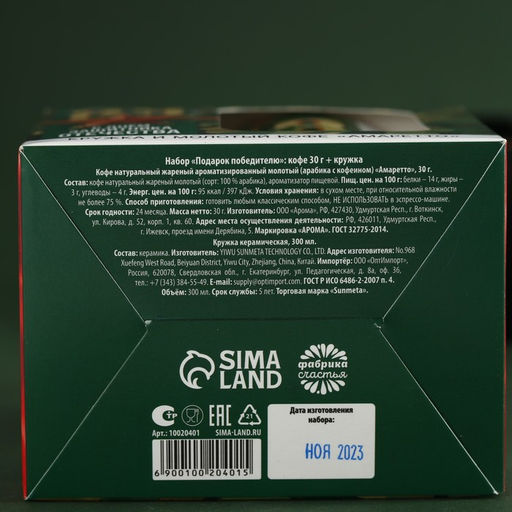 КРУЖКА И МОЛОТЫЙ КОФЕ «АМАРЕТТО»
Набор «Подарок победителю»: кофе 30 г + кружка
Кофе натуральный жареный ароматизированный молотый (арабика с кофеином) «Амаретто», 30 г.
Состав: кофе натуральный жареный молотый (сорт: 100 % арабика), ароматизатор пищевой. Пищ. цен. на 100 г: белки – 14 г, жиры –
3 г, углеводы – 4 г. Энерг. цен. на 100 г: 95 ккал / 397 кДж. Условия хранения: в сухом месте, при относительной влажности
не более 75 %. Способ приготовления: готовить любым классическим способом, НЕ ИСПОЛЬЗОВАТЬ в эспрессо-машине.
Срок годности: 24 месяца. Масса: 30 г. Изготовитель: ООО «Арома», РФ, 427430, Удмуртская Респ., г. Воткинск,
ул. Кирова, д. 52, корп. 1, кв. 60. Адрес места осуществления деятельности: РФ, 426011, Удмуртская Респ.,
г. Ижевск, проезд имени Дерябина, 5. Маркировка «АРОМА». ГОСТ 32775-2014.
Кружка керамическая, 300 мл.
Состав: керамика. Изготовитель: YIWU SUNMETA TECHNOLOGY CO., LTD. Адрес изготовителя: No.968
Xuefeng West Road, Beiyuan District, Yiwu City, Zhejiang, China, Китай. Импортёр: ООО «ОптИмпорт»,
Россия, 620078, Свердловская обл., г. Екатеринбург, ул. Педагогическая, д. 8а, оф. 36,
тел.: +7 (343) 384-55-49. E-mail: supply@optimport.com. ГОСТ Р ИСО 6486-2-2007 п. 4.
Объём: 300 мл. Срок службы: 5 лет. Торговая марка «Sunmeta».
SIMA
LAND
фабрика
счастья
СТР
EAC
21
Арт.: 10020401
SIMA-LAND.RU
6 900100 204015
Дата изготовления
набора:
НОЯ 2023